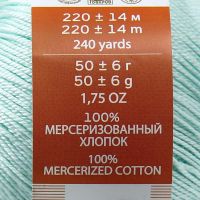 220 ± 14 м
220 ± 14 m
240 yards
50 ± 6 г
50 ± 6 g
1,75 OZ
100%
МЕРСЕРИЗОВАННЫЙ
ХЛОПОК
100%
MERCERIZED COTTON